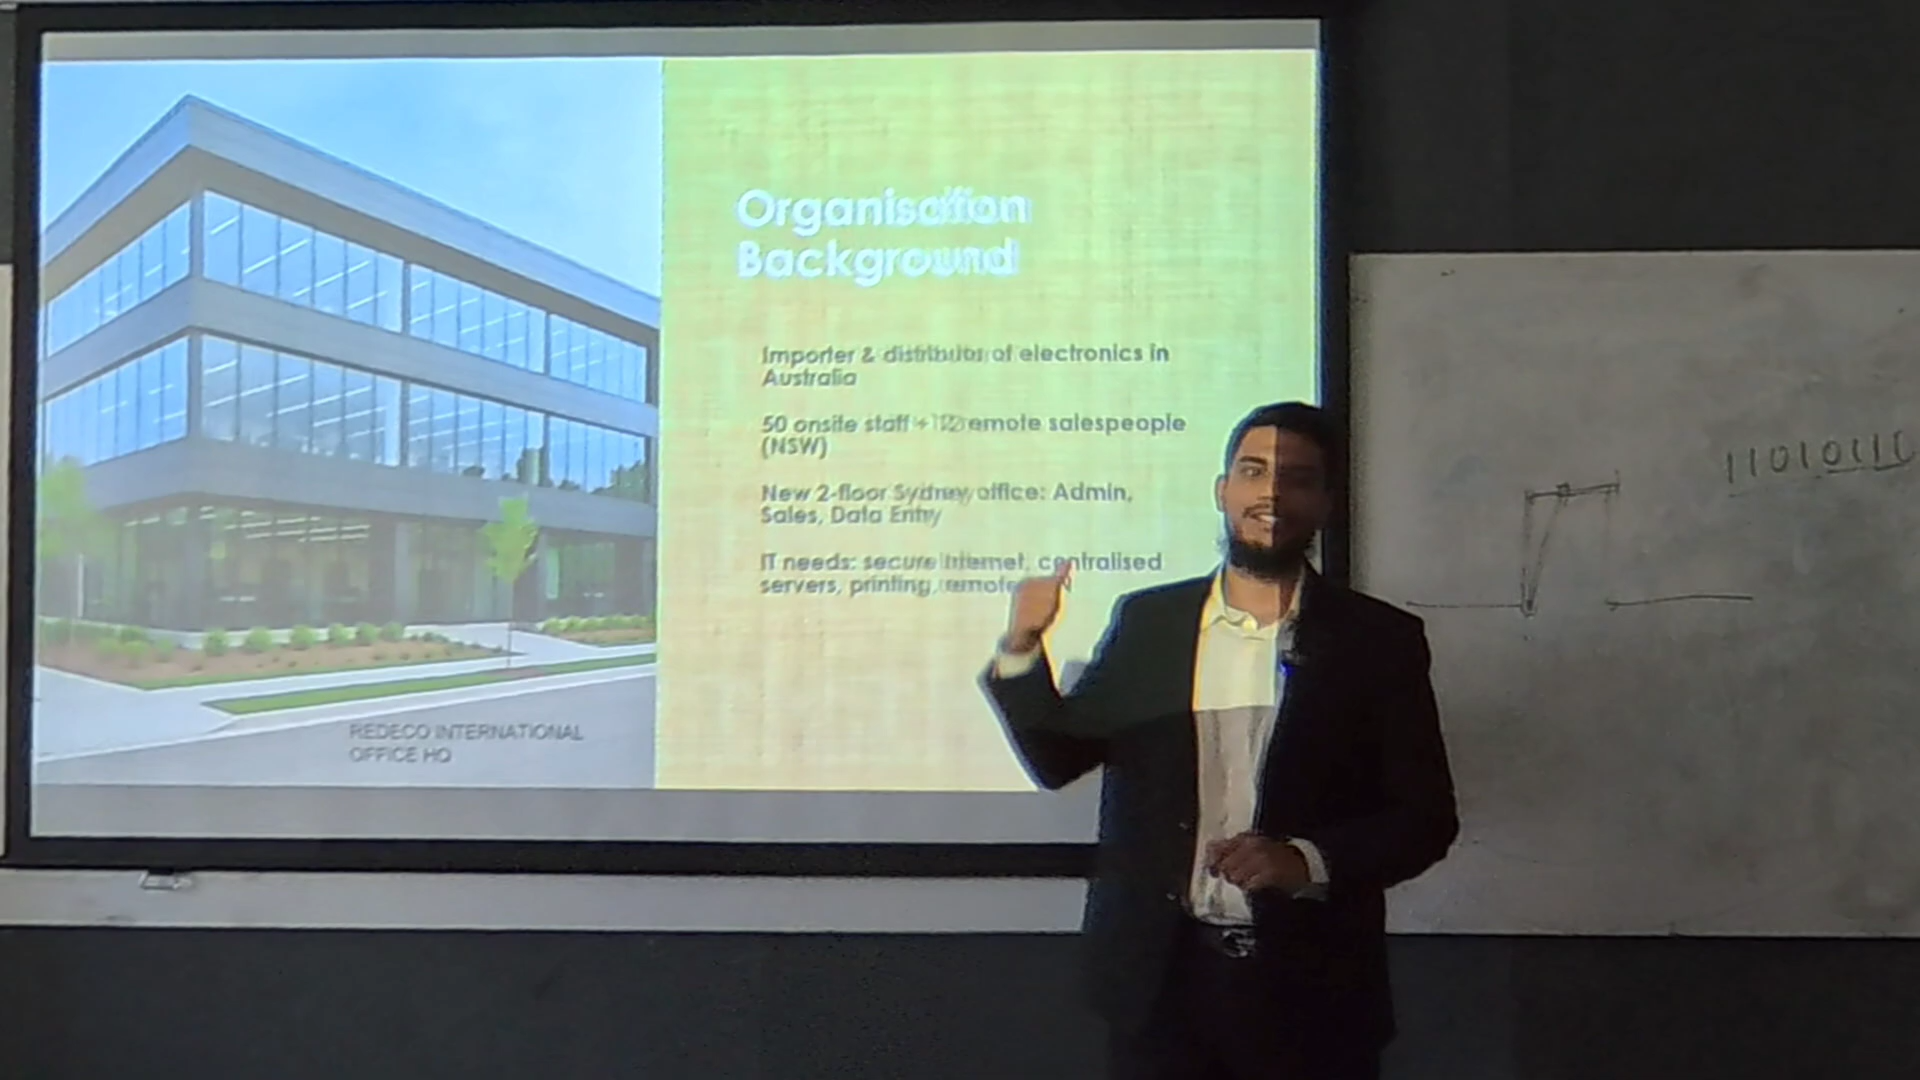 Organisation
Background
Importer & distributor of electronics in
Australia
50 onsite staff + remote salespeople
(NSW)
New 2-floor Sydney office: Admin,
Sales, Data Entry
IT needs: secure internet, centralised
servers, printing, remote
REDECO INTERNATIONAL
OFFICE HQ
11010110